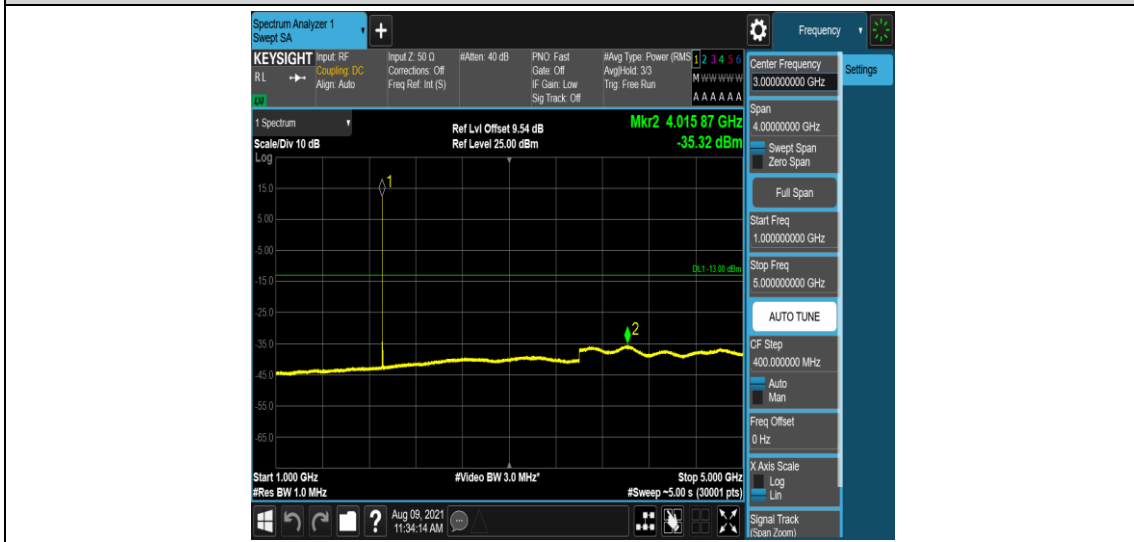 Spectrum Analyzer 1
Swept SA
+
Frequency
KEYSIGHT
RL
Input: RF
Coupling: DC
Align: Auto
Input Z: 50 Ω
Corrections: Off
Freq Ref: Int (S)
#Atten: 40 dB
PNO: Fast
Gate: Off
IF Gain: Low
Sig Track: Off
#Avg Type: Power (RMS
Avg|Hold: 3/3
Trig: Free Run
1 2 3 4 5 6
M W W W W W
A A A A A A
1 Spectrum
Scale/Div 10 dB
Log
Ref Lvl Offset 9.54 dB
Ref Level 25.00 dBm
Mkr2 4.015 87 GHz
-35.32 dBm
1
15.0
5.00
-5.00
DL1 -13.00 dBm
-15.0
-25.0
2
-35.0
-45.0
-55.0
-65.0
Start 1.000 GHz
#Res BW 1.0 MHz
#Video BW 3.0 MHz*
Stop 5.000 GHz
#Sweep ~5.00 s (30001 pts)
?
Aug 09, 2021
11:34:14 AM
Center Frequency
3.000000000 GHz
Settings
Span
4.00000000 GHz
Swept Span
Zero Span
Full Span
Start Freq
1.000000000 GHz
Stop Freq
5.000000000 GHz
AUTO TUNE
CF Step
400.000000 MHz
Auto
Man
Freq Offset
0 Hz
X Axis Scale
Log
Lin
Signal Track
(Span Zoom)